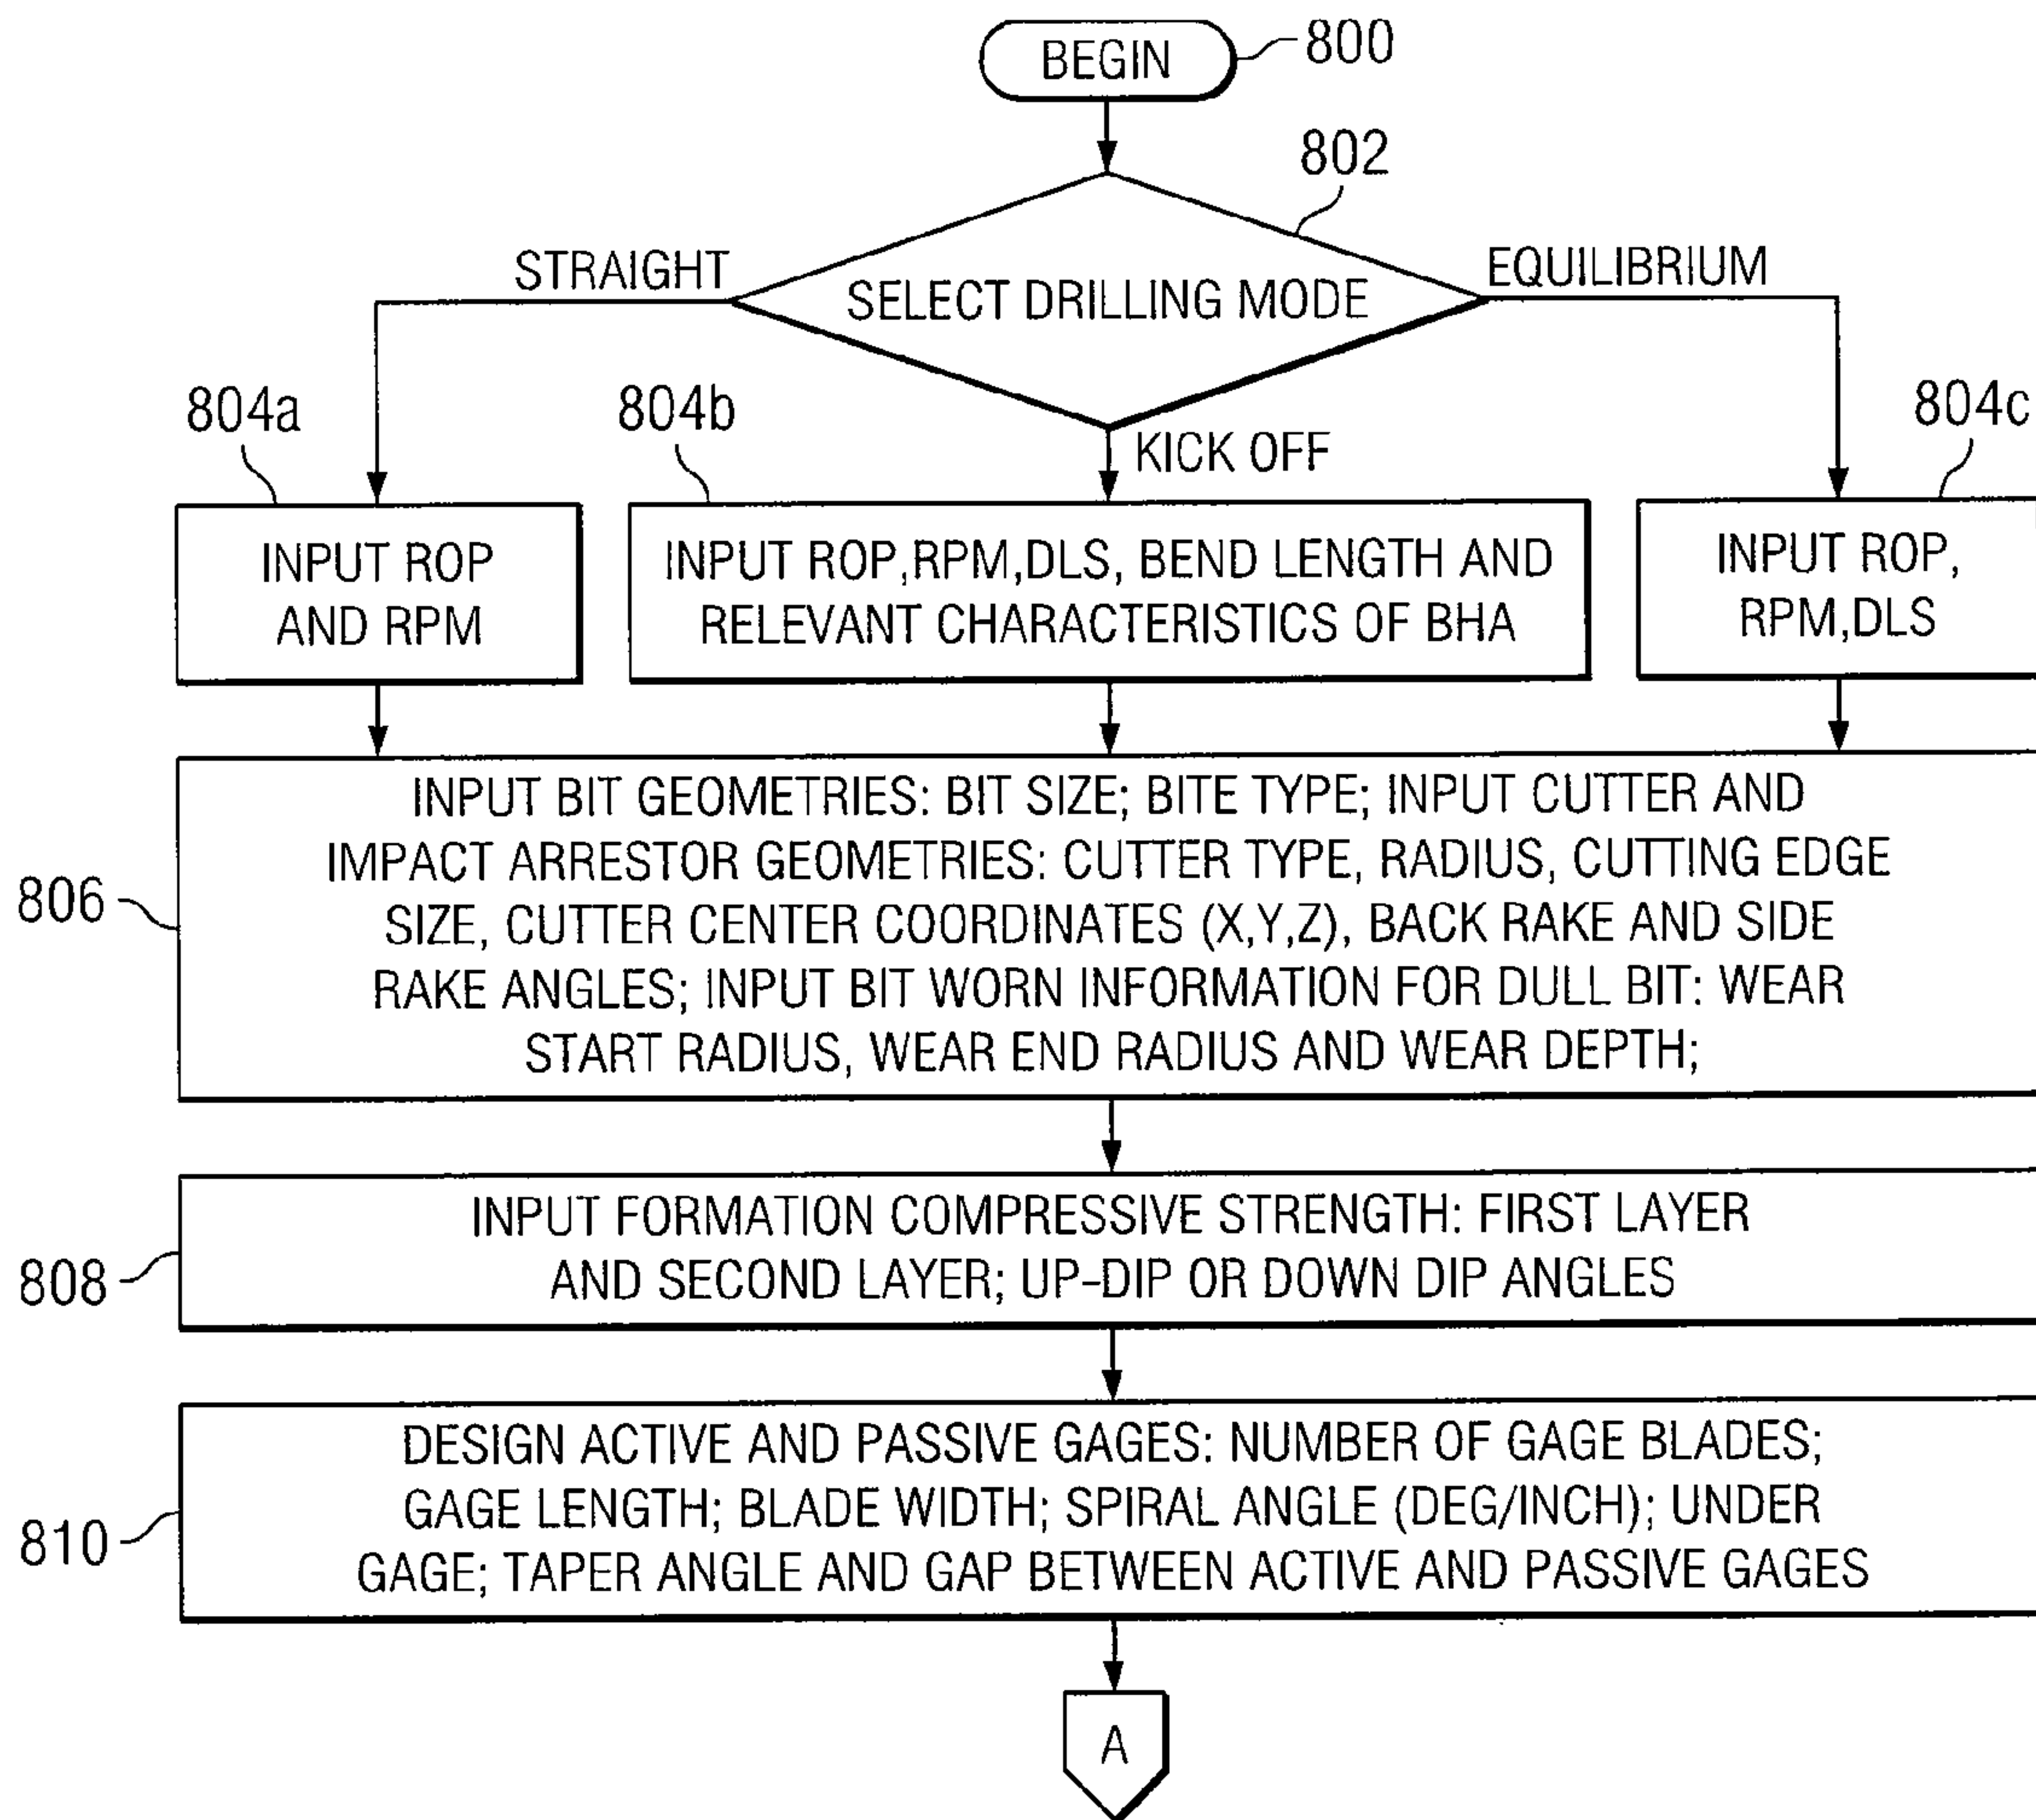 BEGIN
800
802
STRAIGHT
SELECT DRILLING MODE
EQUILIBRIUM
804a
804b
KICK OFF
804c
INPUT ROP
AND RPM
INPUT ROP,RPM,DLS, BEND LENGTH AND
RELEVANT CHARACTERISTICS OF BHA
INPUT ROP,
RPM,DLS
806
INPUT BIT GEOMETRIES: BIT SIZE; BITE TYPE; INPUT CUTTER AND
IMPACT ARRESTOR GEOMETRIES: CUTTER TYPE, RADIUS, CUTTING EDGE
SIZE, CUTTER CENTER COORDINATES (X,Y,Z), BACK RAKE AND SIDE
RAKE ANGLES; INPUT BIT WORN INFORMATION FOR DULL BIT: WEAR
START RADIUS, WEAR END RADIUS AND WEAR DEPTH;
808
INPUT FORMATION COMPRESSIVE STRENGTH: FIRST LAYER
AND SECOND LAYER; UP-DIP OR DOWN DIP ANGLES
810
DESIGN ACTIVE AND PASSIVE GAGES: NUMBER OF GAGE BLADES;
GAGE LENGTH; BLADE WIDTH; SPIRAL ANGLE (DEG/INCH); UNDER
GAGE; TAPER ANGLE AND GAP BETWEEN ACTIVE AND PASSIVE GAGES
A